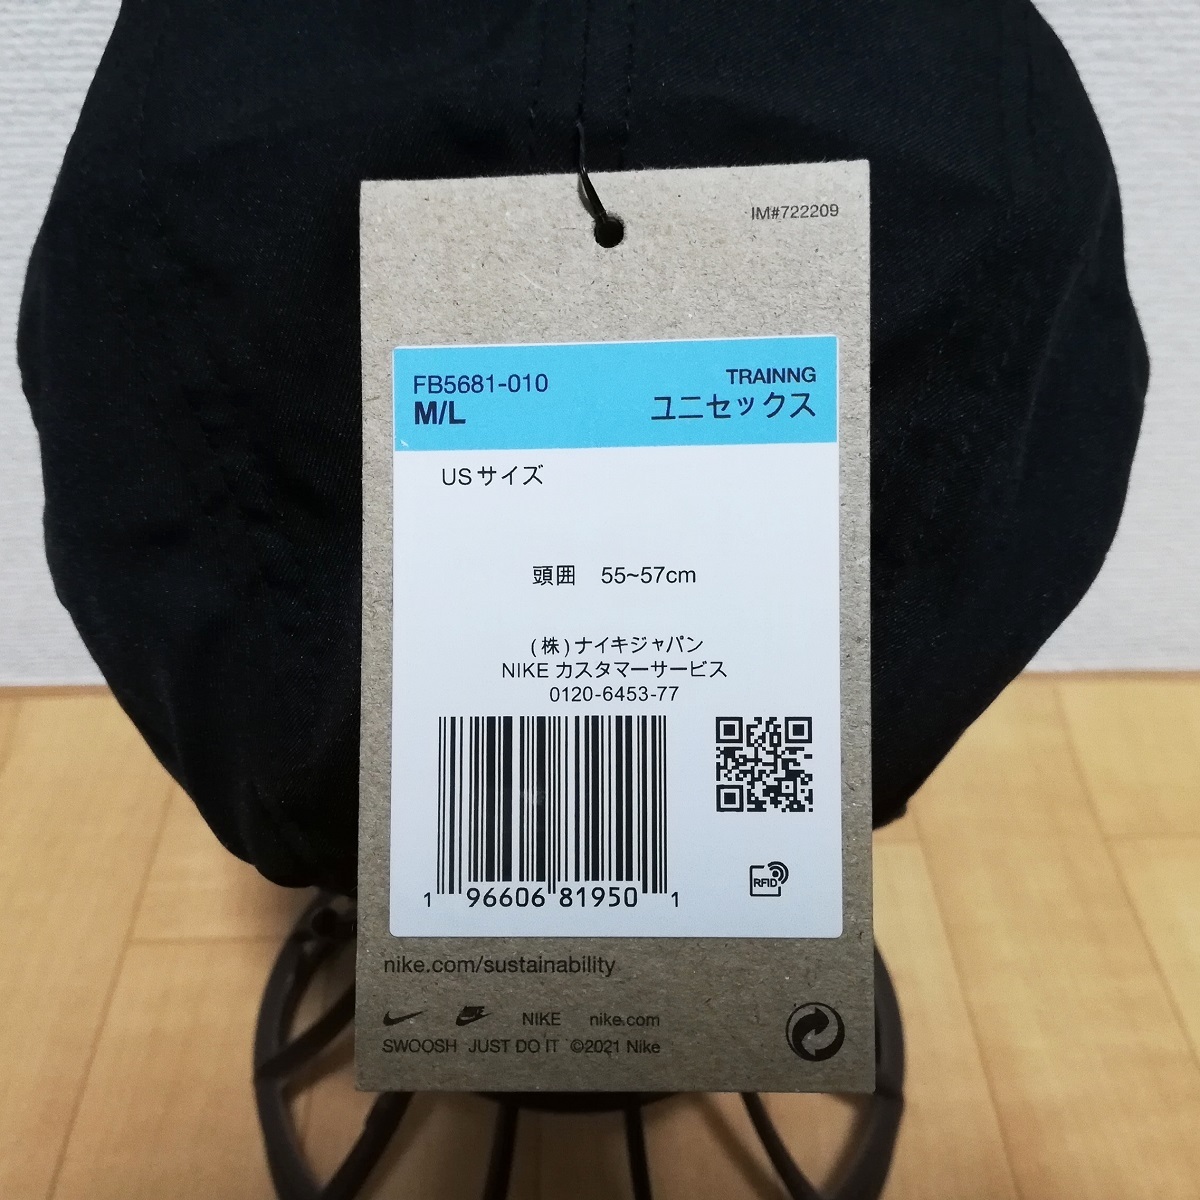 IM#722209
FB5681-010
TRAINNG
M/L
ユニセックス
USサイズ
頭囲 55~57cm
(株)ナイキジャパン
NIKE カスタマーサービス
0120-6453-77
1 96606 81950 1
RFID
nike.com/sustainability
NIKE nike.com
SWOOSH JUST DO IT ©2021 Nike